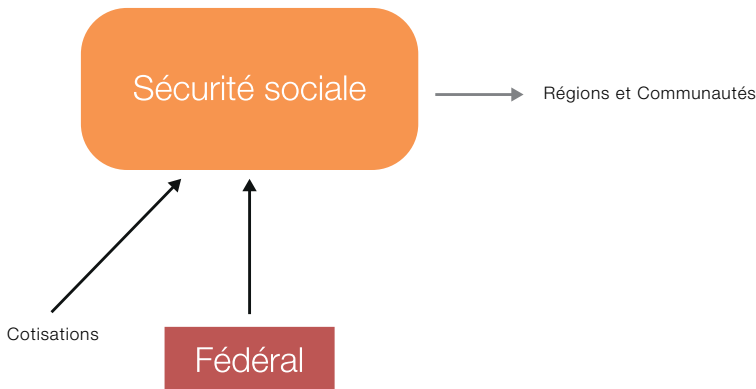 Sécurité sociale
Régions et Communautés
Cotisations
Fédéral